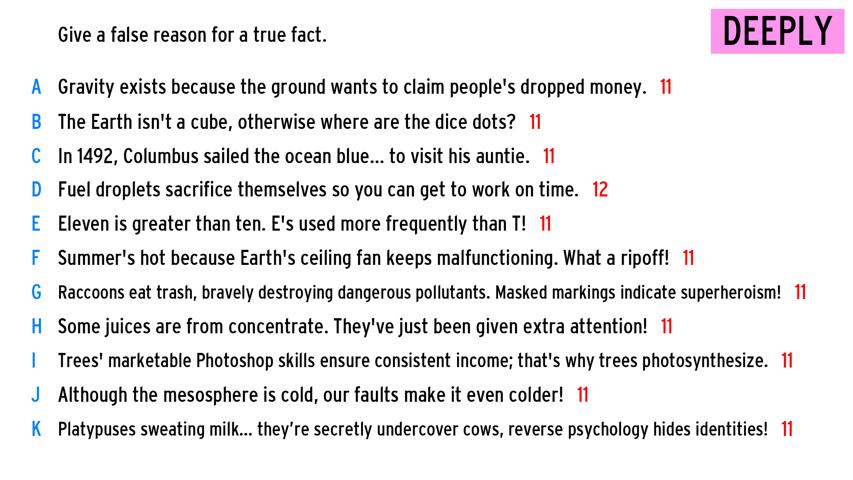 Give a false reason for a true fact.
DEEPLY
A Gravity exists because the ground wants to claim people's dropped money. 11
B The Earth isn't a cube, otherwise where are the dice dots? 11
C In 1492, Columbus sailed the ocean blue... to visit his auntie. 11
D Fuel droplets sacrifice themselves so you can get to work on time. 12
E Eleven is greater than ten. E's used more frequently than T! 11
F Summer's hot because Earth's ceiling fan keeps malfunctioning. What a ripoff! 11
G Raccoons eat trash, bravely destroying dangerous pollutants. Masked markings indicate superheroism! 11
H Some juices are from concentrate. They've just been given extra attention! 11
I Trees' marketable Photoshop skills ensure consistent income; that's why trees photosynthesize. 11
J Although the mesosphere is cold, our faults make it even colder! 11
K Platypuses sweating milk... they’re secretly undercover cows, reverse psychology hides identities! 11